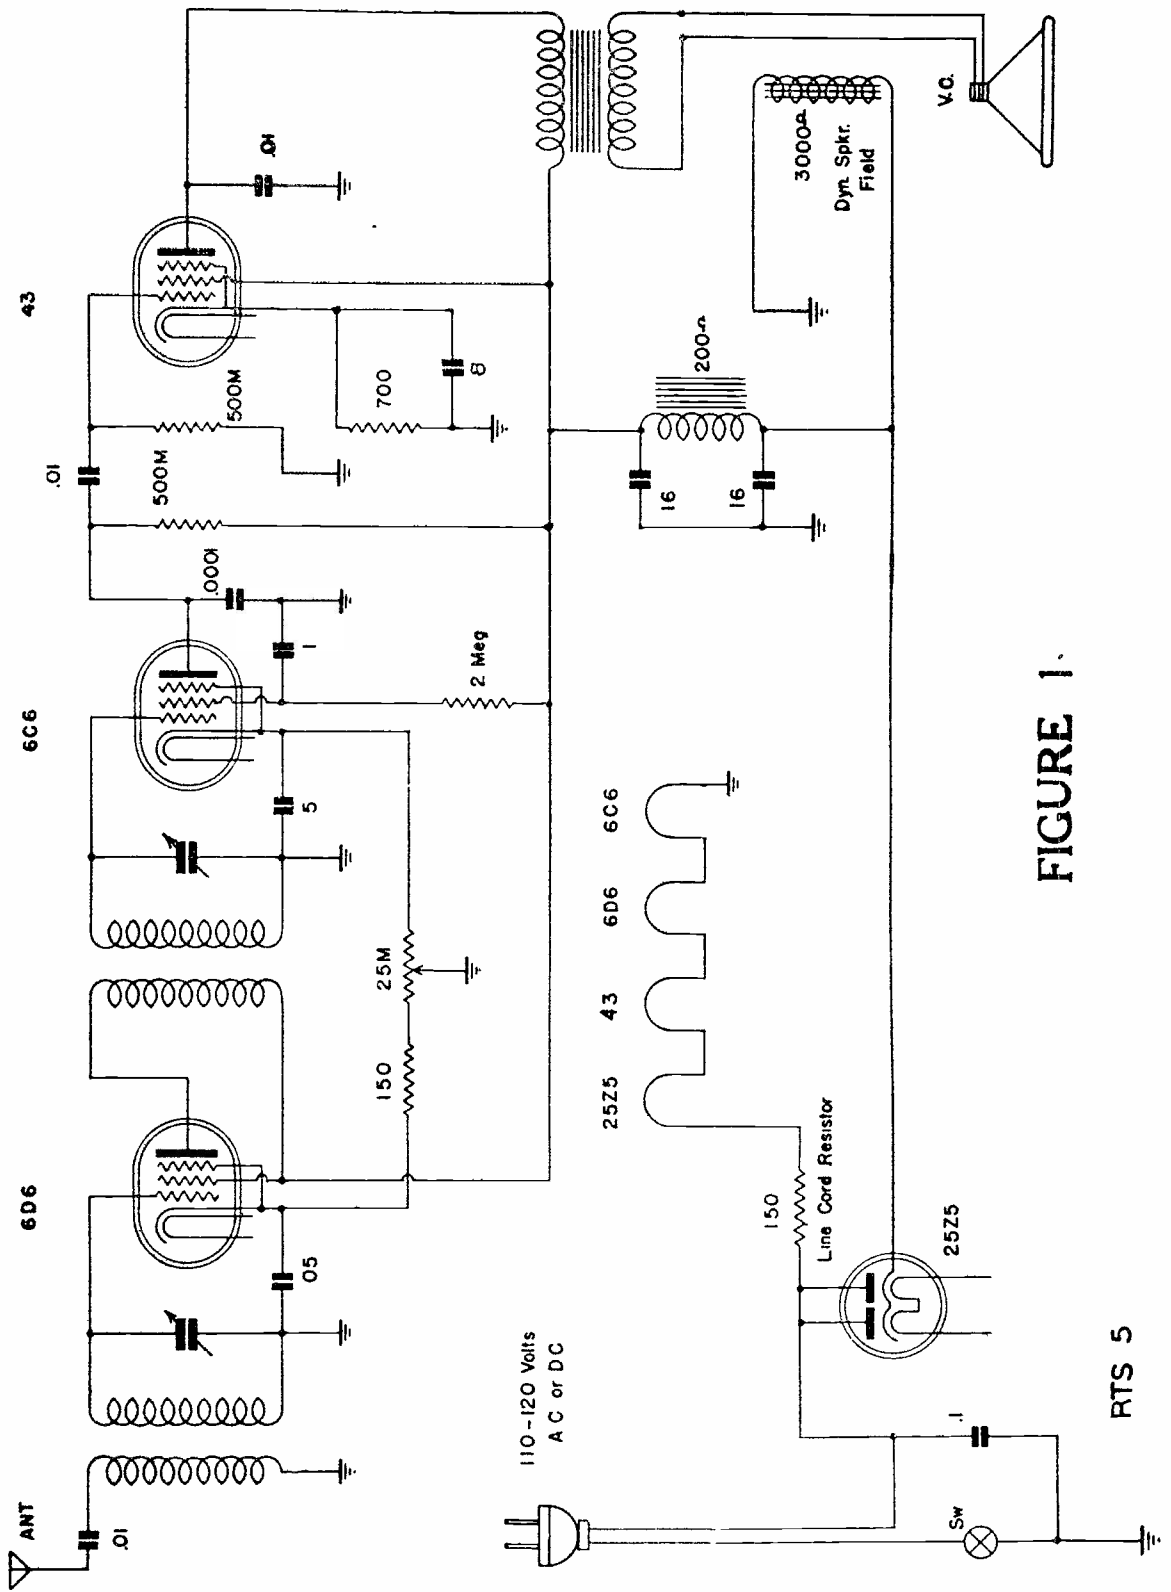 ANT
.01
6D6
05
150
25M
6C6
5
1
.0001
2 Meg
.01
500M
500M
43
700
8
.01
16
16
200Ω
3000Ω
Dyn. Spkr.
Field
V.C.
110-120 Volts
AC or DC
25Z5
43
6D6
6C6
150
Line Cord Resistor
25Z5
.1
Sw
RTS 5
FIGURE 1.